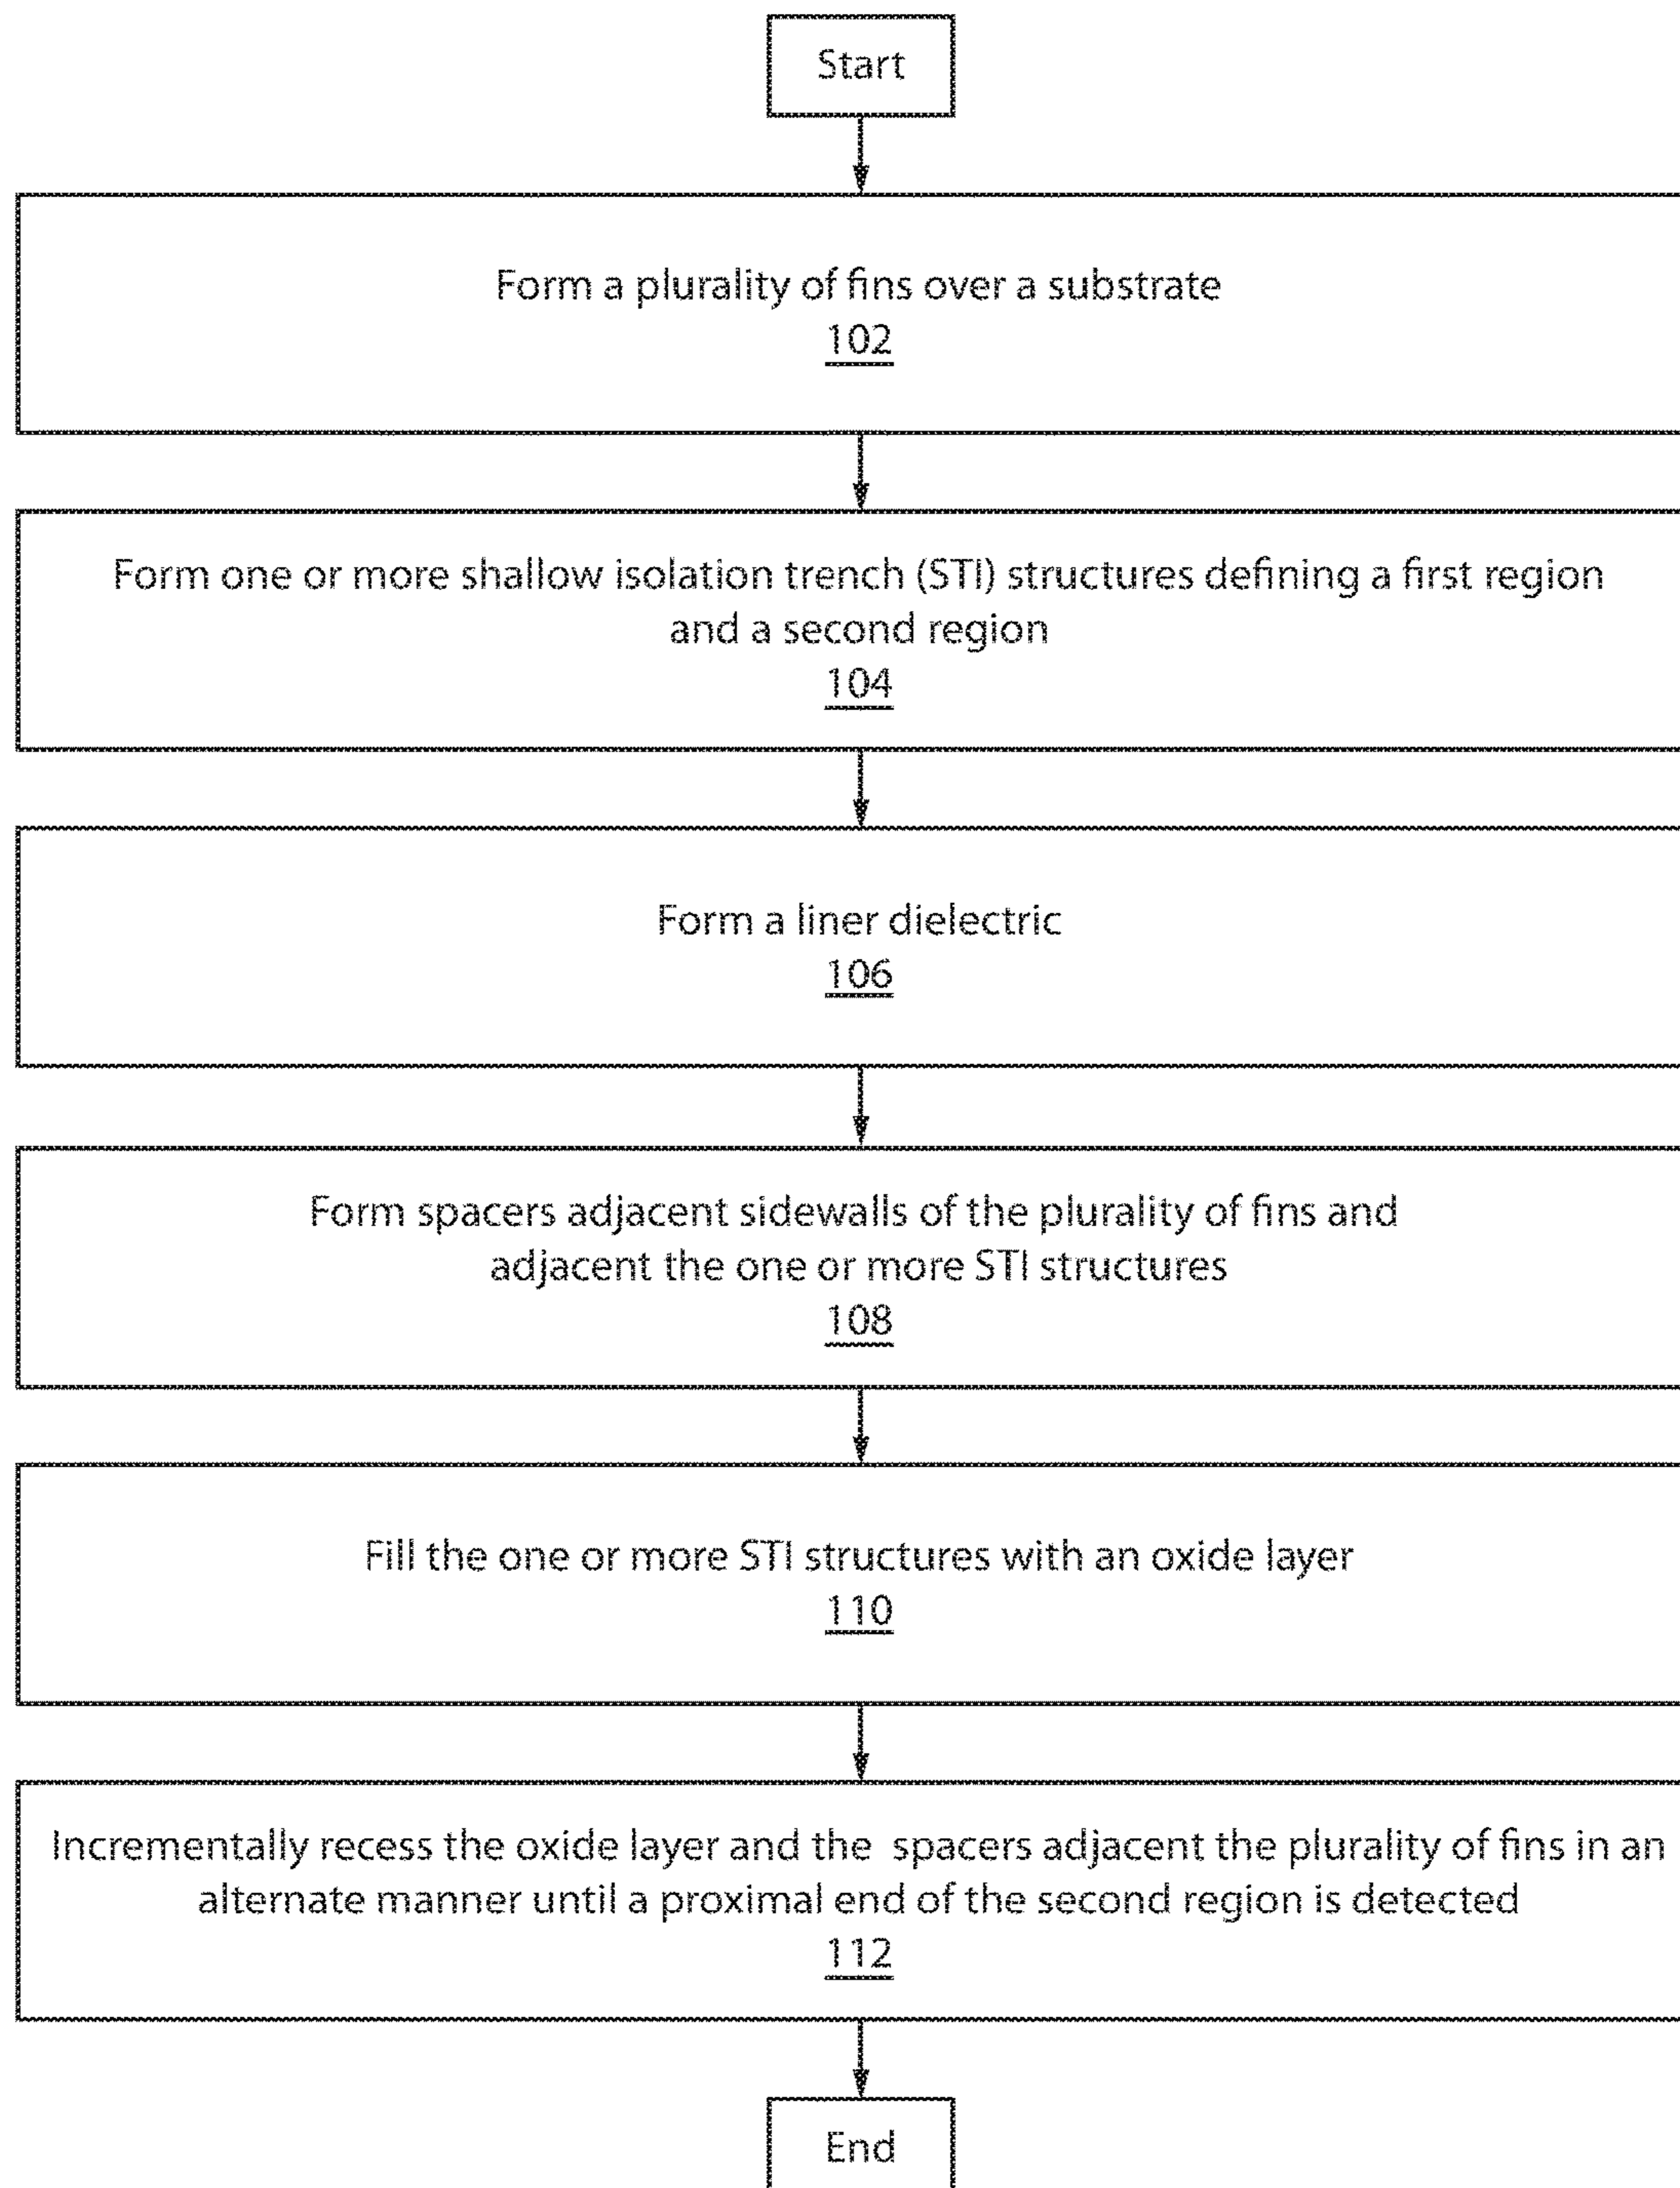 Start
Form a plurality of fins over a substrate
102
Form one or more shallow isolation trench (STI) structures defining a first region
and a second region
104
Form a liner dielectric
106
Form spacers adjacent sidewalls of the plurality of fins and
adjacent the one or more STI structures
108
Fill the one or more STI structures with an oxide layer
110
Incrementally recess the oxide layer and the spacers adjacent the plurality of fins in an
alternate manner until a proximal end of the second region is detected
112
End